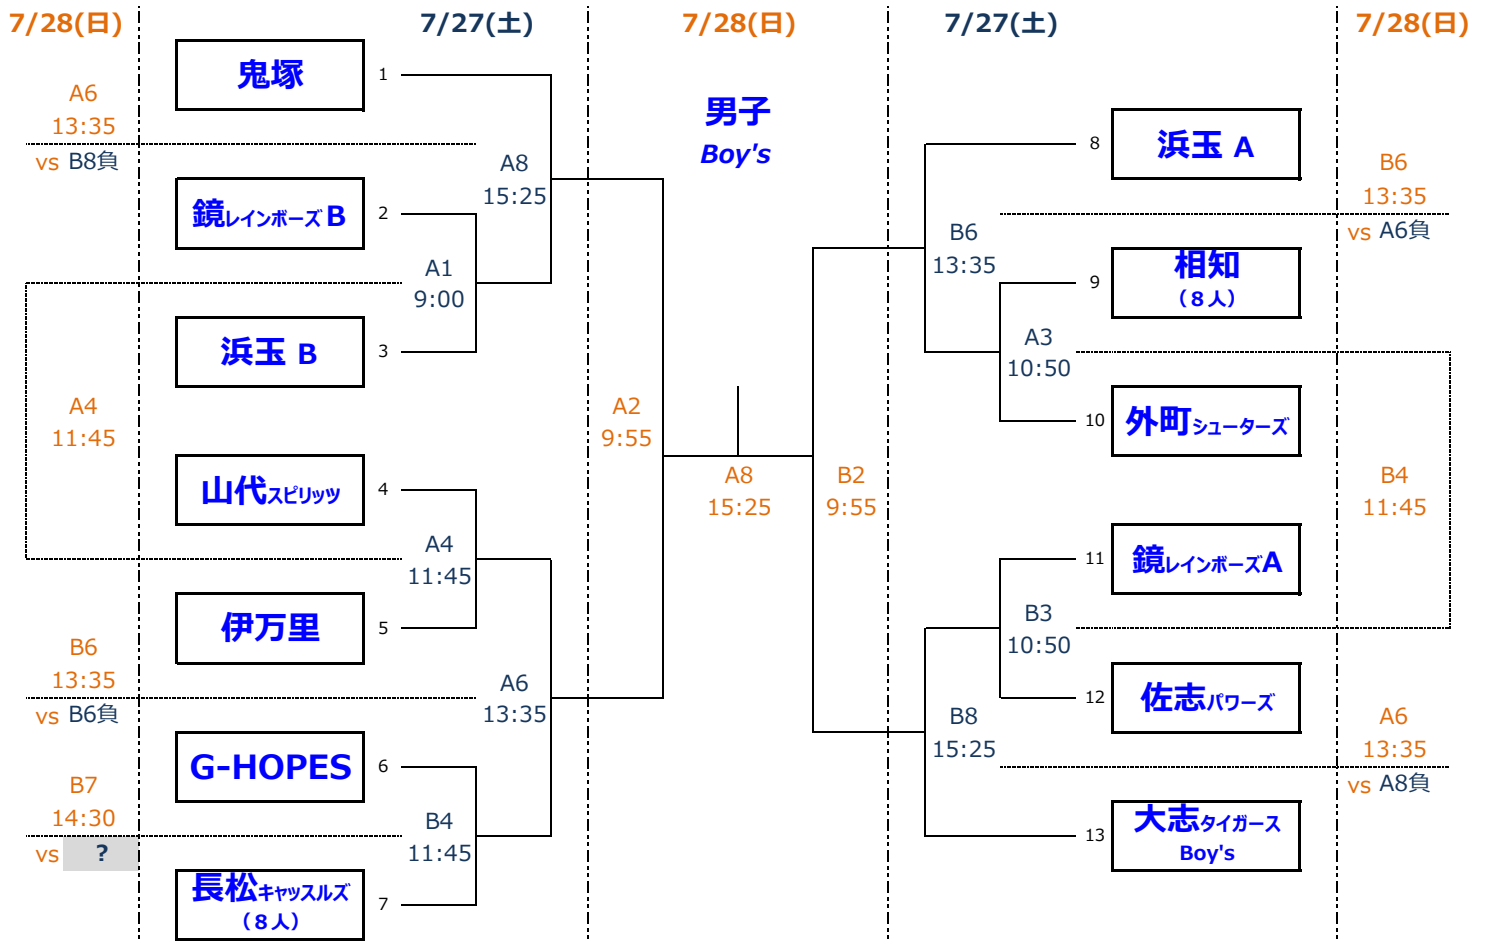 7/28(日)
7/27(土)
7/28(日)
7/27(土)
7/28(日)
男子
Boy's
A6
13:35
vs B8負
A4
11:45
B6
13:35
vs B6負
B7
14:30
vs ?
鬼塚
1
鏡レインボーズB
2
浜玉 B
3
山代スピリッツ
4
伊万里
5
G-HOPES
6
長松キャッスルズ
(8人)
7
A8
15:25
A1
9:00
A4
11:45
A6
13:35
B4
11:45
A2
9:55
A8
15:25
B2
9:55
B6
13:35
A3
10:50
B3
10:50
B8
15:25
8
浜玉 A
9
相知
(8人)
10
外町シューターズ
11
鏡レインボーズA
12
佐志パワーズ
13
大志タイガース
Boy's
B6
13:35
vs A6負
B4
11:45
A6
13:35
vs A8負